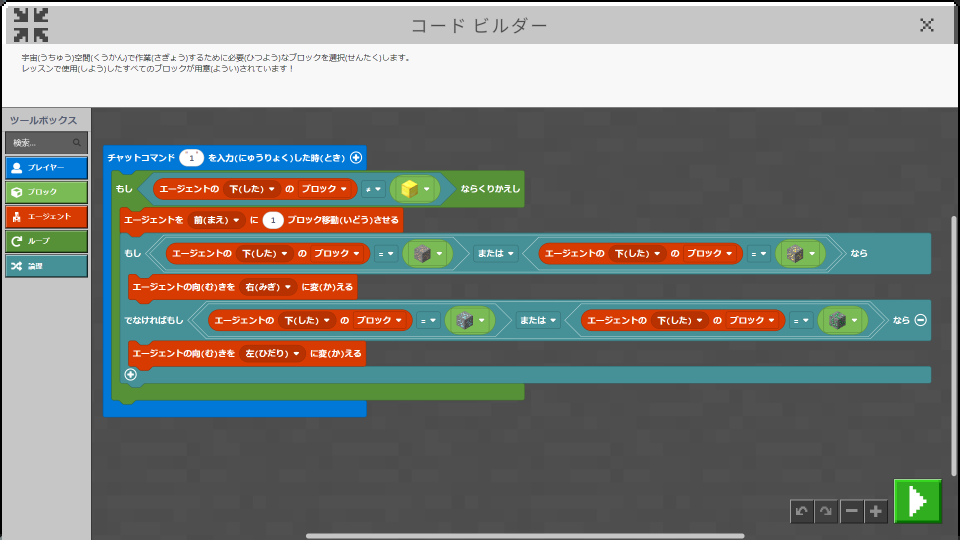 コード ビルダー
宇宙(うちゅう)空間(くうかん)で作業(さぎょう)するために必要(ひつよう)なブロックを選択(せんたく)します。
レッスンで使用(しよう)したすべてのブロックが用意(ようい)されています！
ツールボックス
検索...
プレイヤー
ブロック
エージェント
ループ
論理
チャットコマンド "1" を入力(にゅうりょく)した時(とき)
もし エージェントの 下(した) の ブロック ≠ ならくりかえし
エージェントを 前(まえ) に 1 ブロック移動(いどう)させる
もし エージェントの 下(した) の ブロック = または エージェントの 下(した) の ブロック = なら
エージェントの向(む)きを 右(みぎ) に変(か)える
でなければもし エージェントの 下(した) の ブロック = または エージェントの 下(した) の ブロック = なら
エージェントの向(む)きを 左(ひだり) に変(か)える